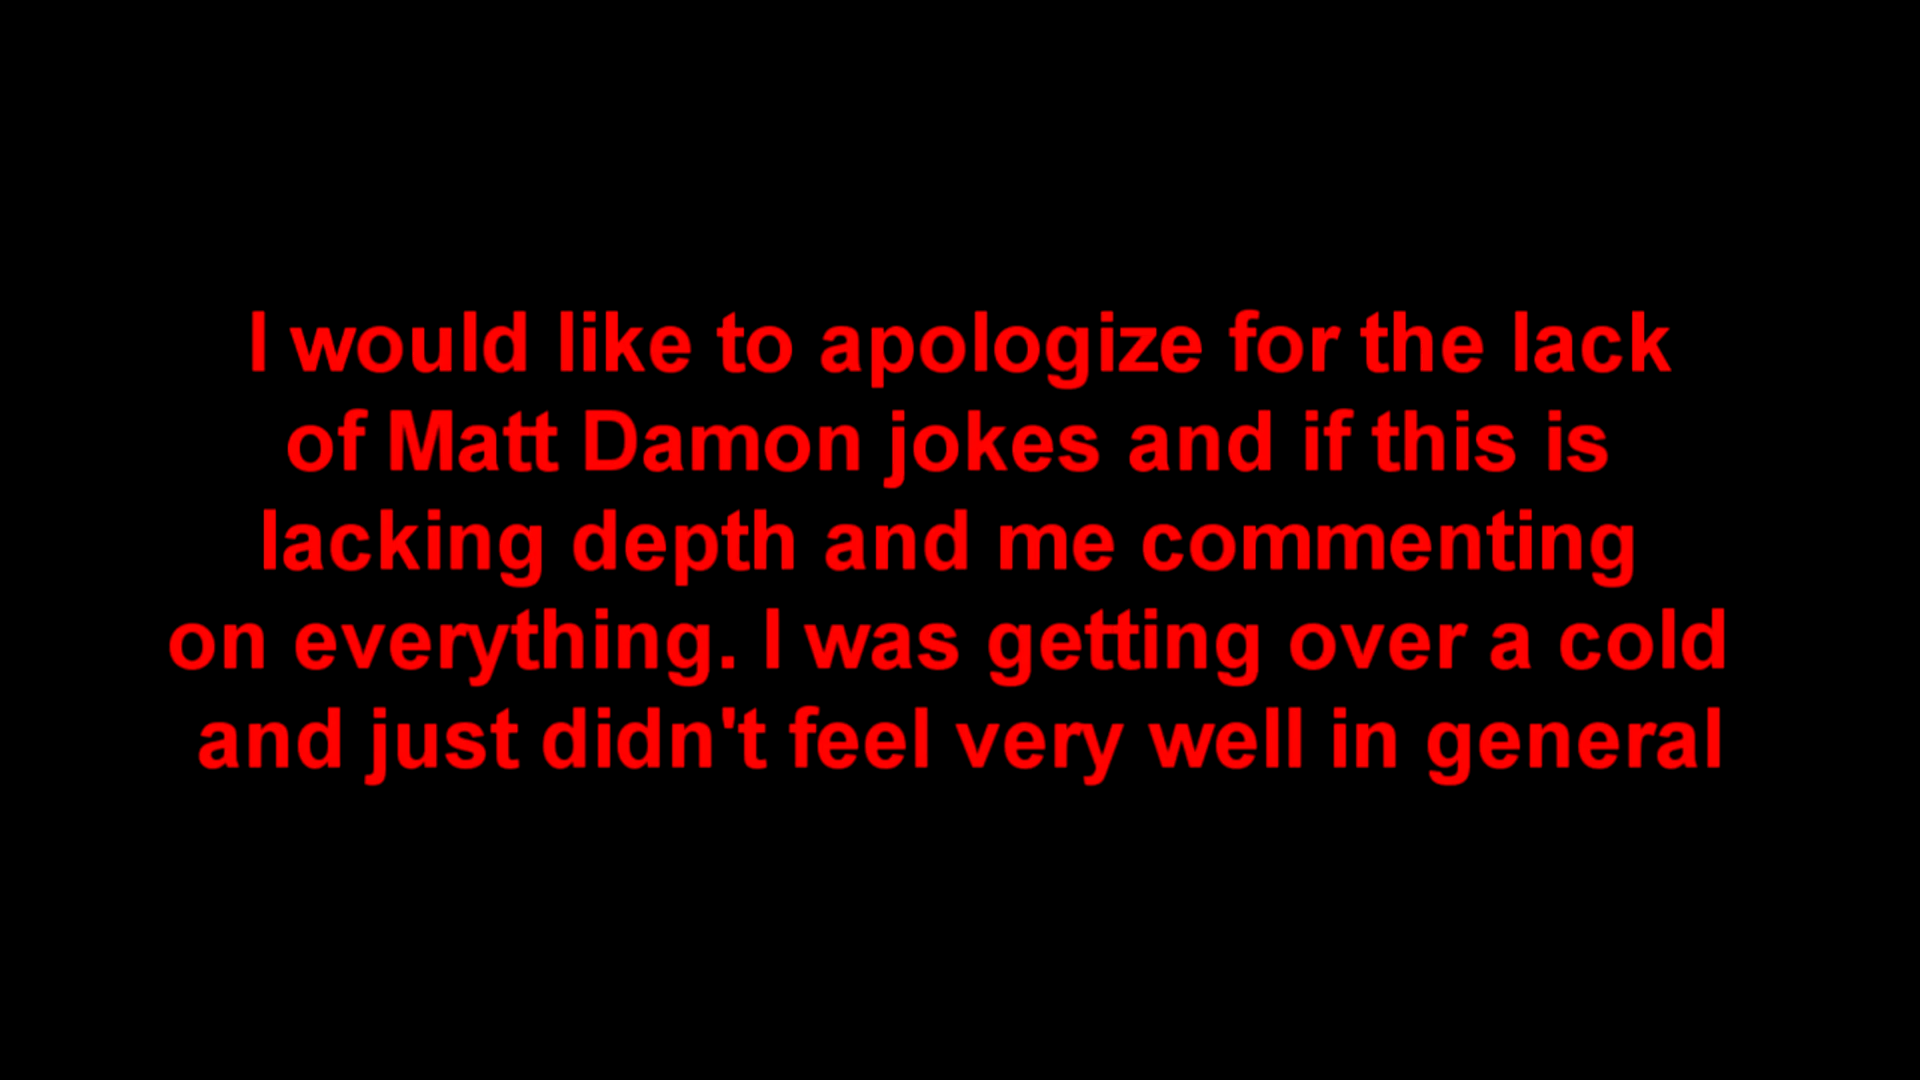 I would like to apologize for the lack
of Matt Damon jokes and if this is
lacking depth and me commenting
on everything. I was getting over a cold
and just didn't feel very well in general